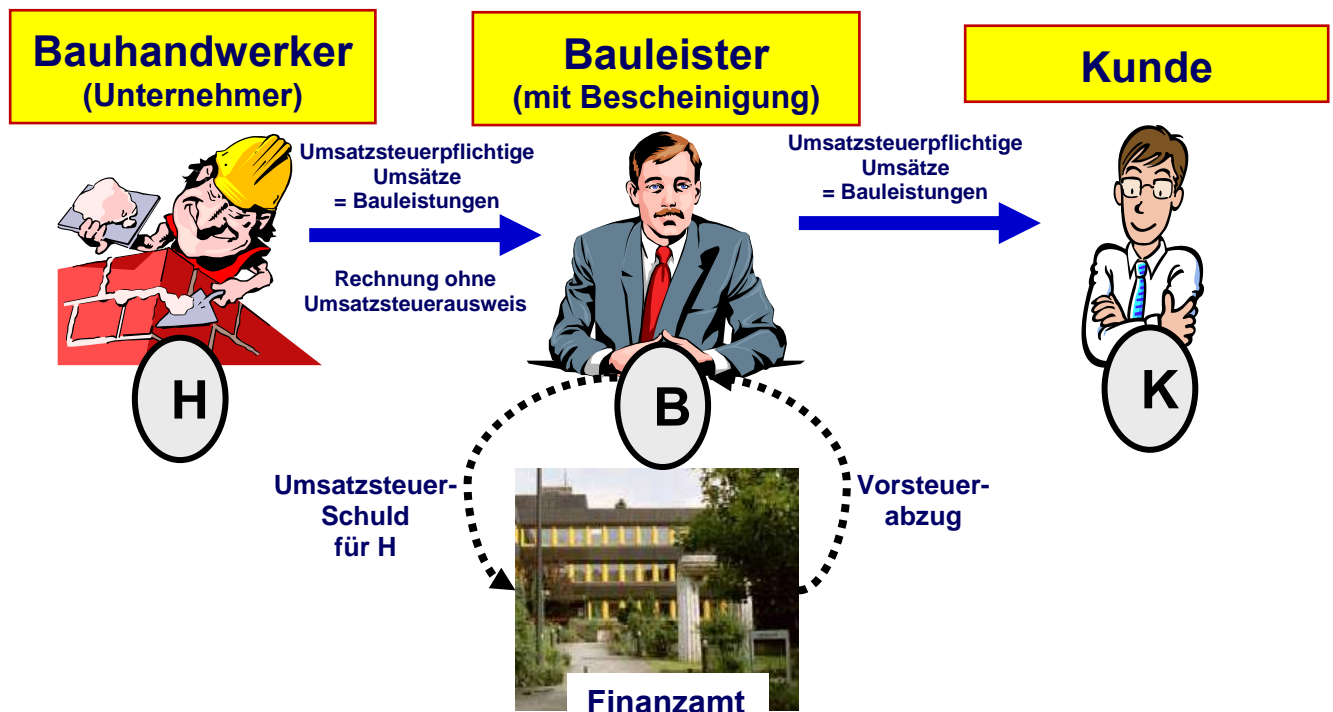 Bauhandwerker
(Unternehmer)
Bauleister
(mit Bescheinigung)
Kunde
Umsatzsteuerpflichtige
Umsätze
= Bauleistungen
Umsatzsteuerpflichtige
Umsätze
= Bauleistungen
Rechnung ohne
Umsatzsteuerausweis
H
B
K
Umsatzsteuer-
Schuld
für H
Vorsteuer-
abzug
Finanzamt